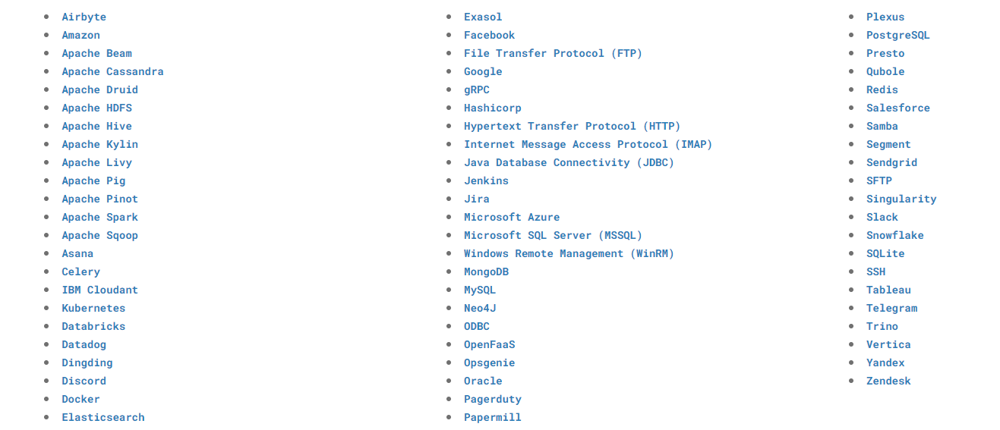 Airbyte
Amazon
Apache Beam
Apache Cassandra
Apache Druid
Apache HDFS
Apache Hive
Apache Kylin
Apache Livy
Apache Pig
Apache Pinot
Apache Spark
Apache Sqoop
Asana
Celery
IBM Cloudant
Kubernetes
Databricks
Datadog
Dingding
Discord
Docker
Elasticsearch
Exasol
Facebook
File Transfer Protocol (FTP)
Google
gRPC
Hashicorp
Hypertext Transfer Protocol (HTTP)
Internet Message Access Protocol (IMAP)
Java Database Connectivity (JDBC)
Jenkins
Jira
Microsoft Azure
Microsoft SQL Server (MSSQL)
Windows Remote Management (WinRM)
MongoDB
MySQL
Neo4J
ODBC
OpenFaaS
Opsgenie
Oracle
Pagerduty
Papermill
Plexus
PostgreSQL
Presto
Qubole
Redis
Salesforce
Samba
Segment
Sendgrid
SFTP
Singularity
Slack
Snowflake
SQLite
SSH
Tableau
Telegram
Trino
Vertica
Yandex
Zendesk